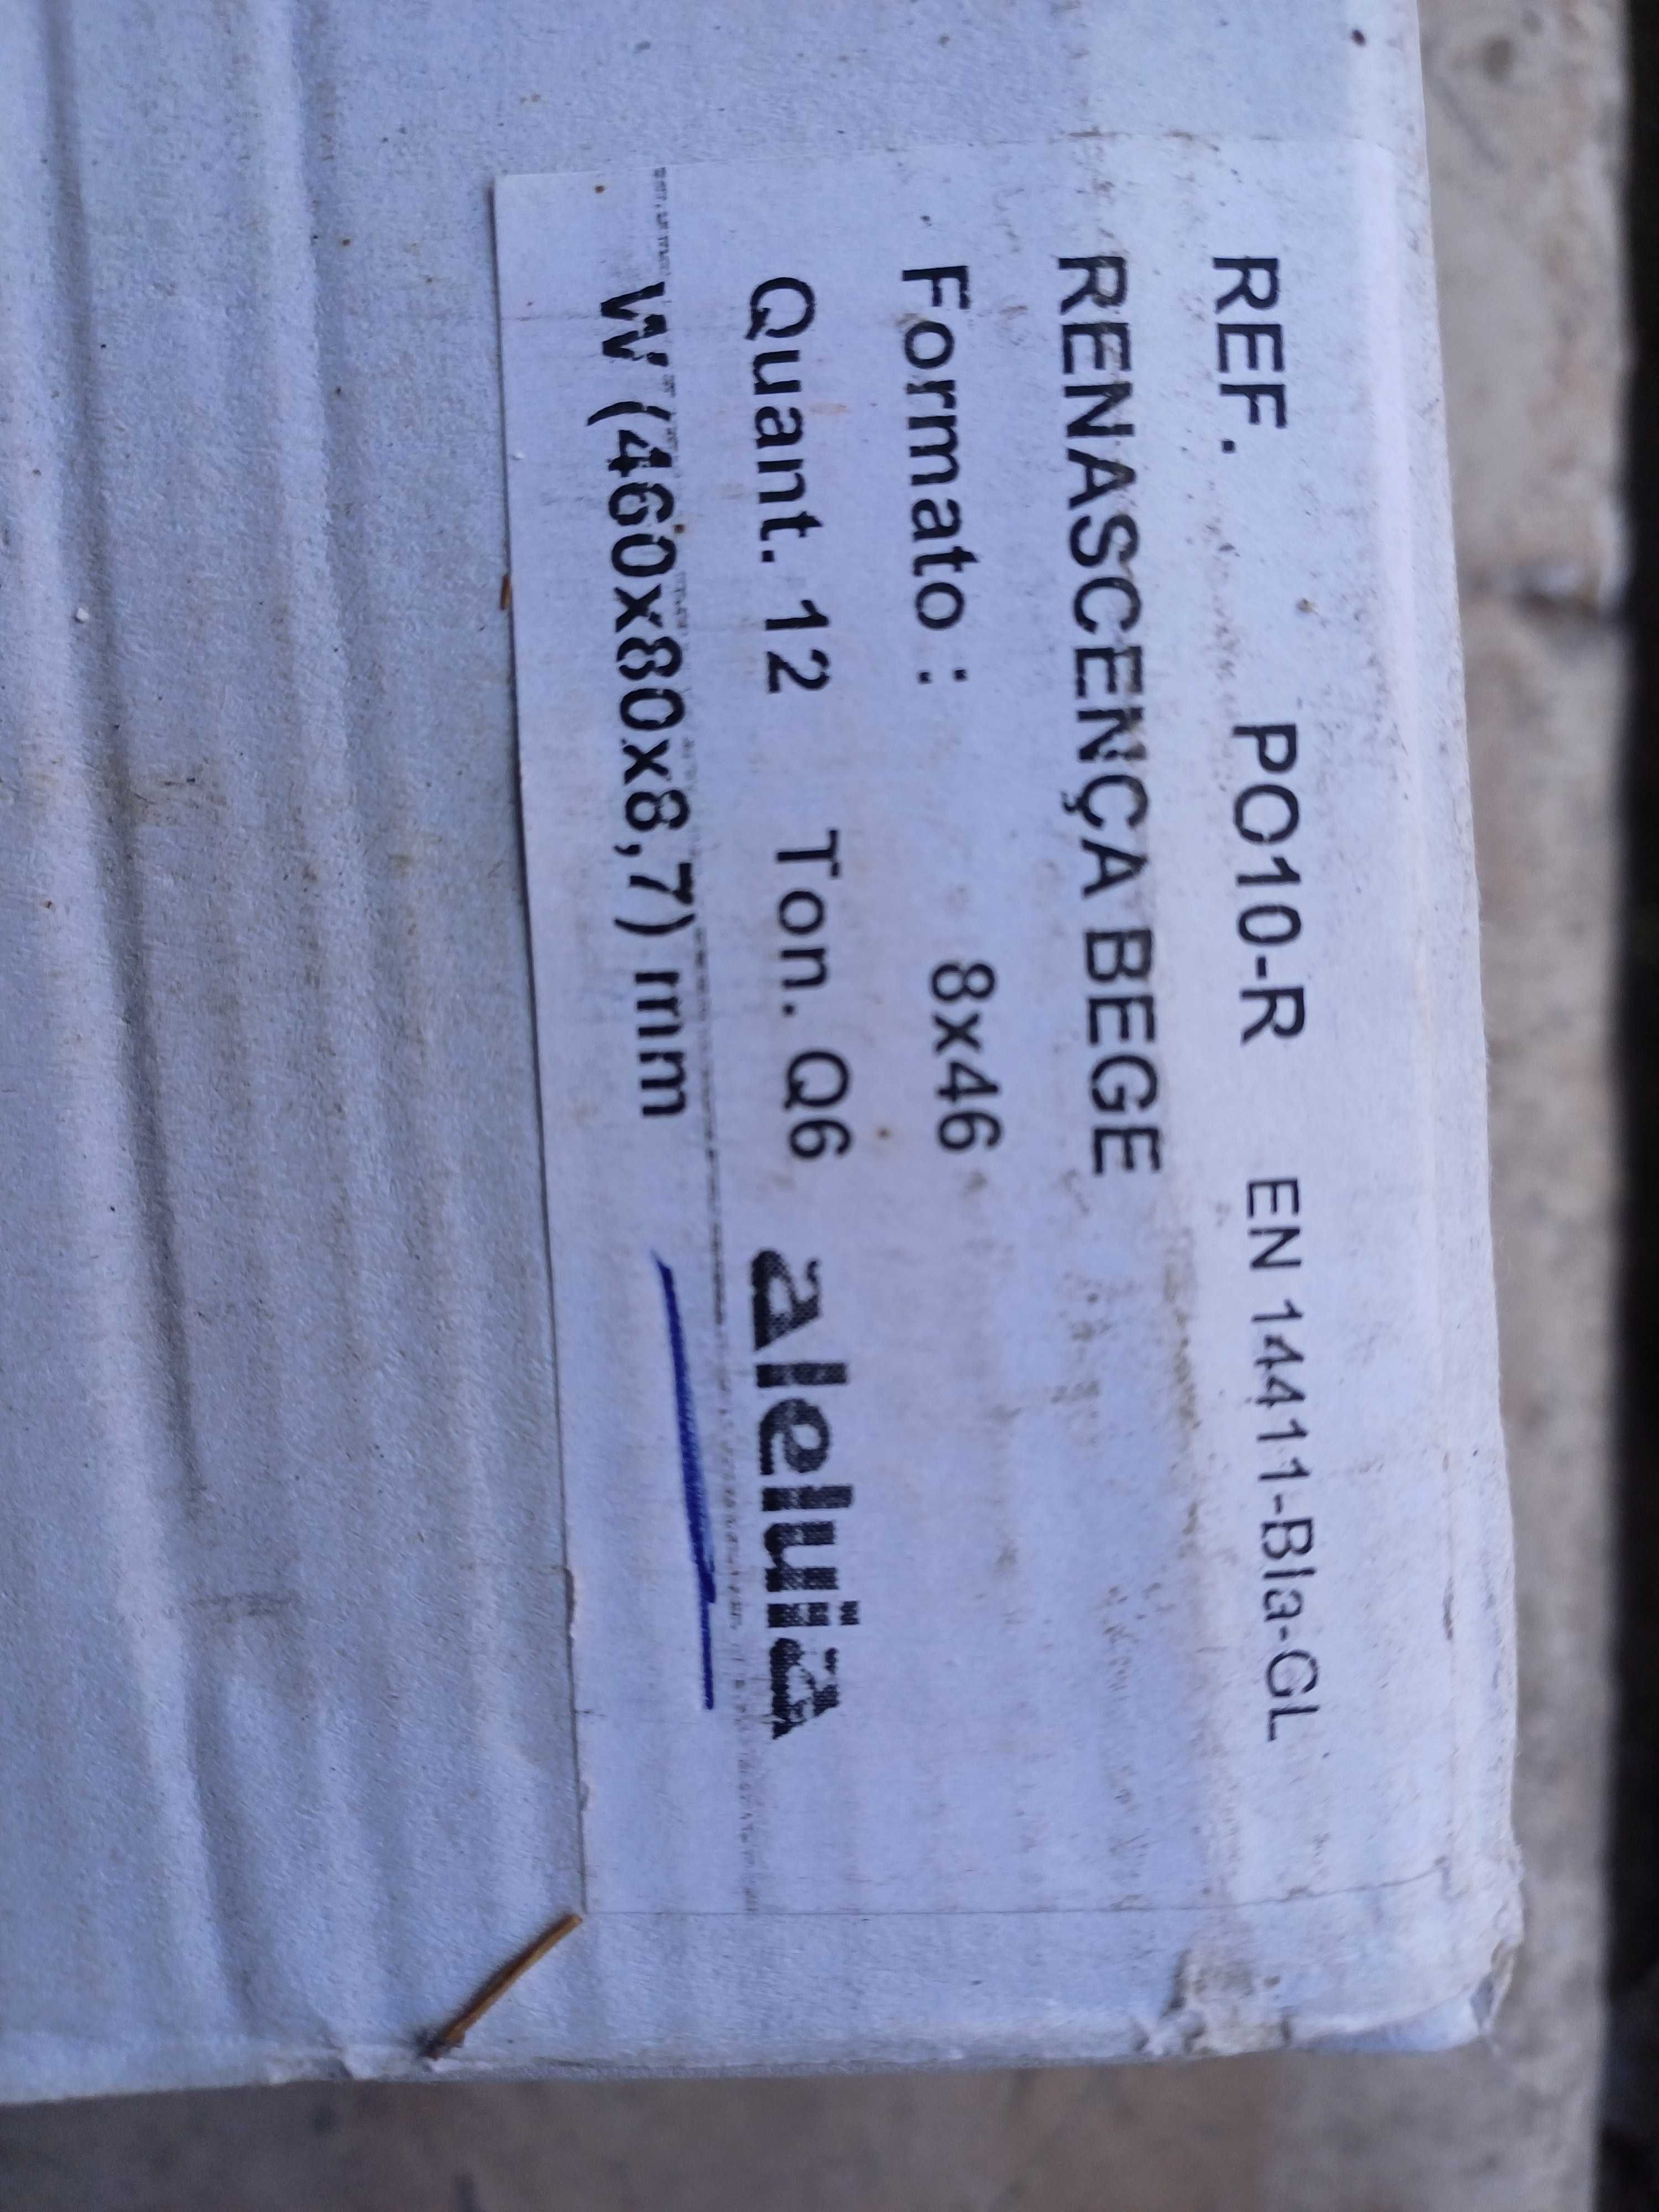 REF. PO10-R EN 14411-BIa-GL
RENASCENÇA BEGE
Formato : 8x46
Quant. 12 Ton. Q6 aleluia
W (460x80x8,7) mm